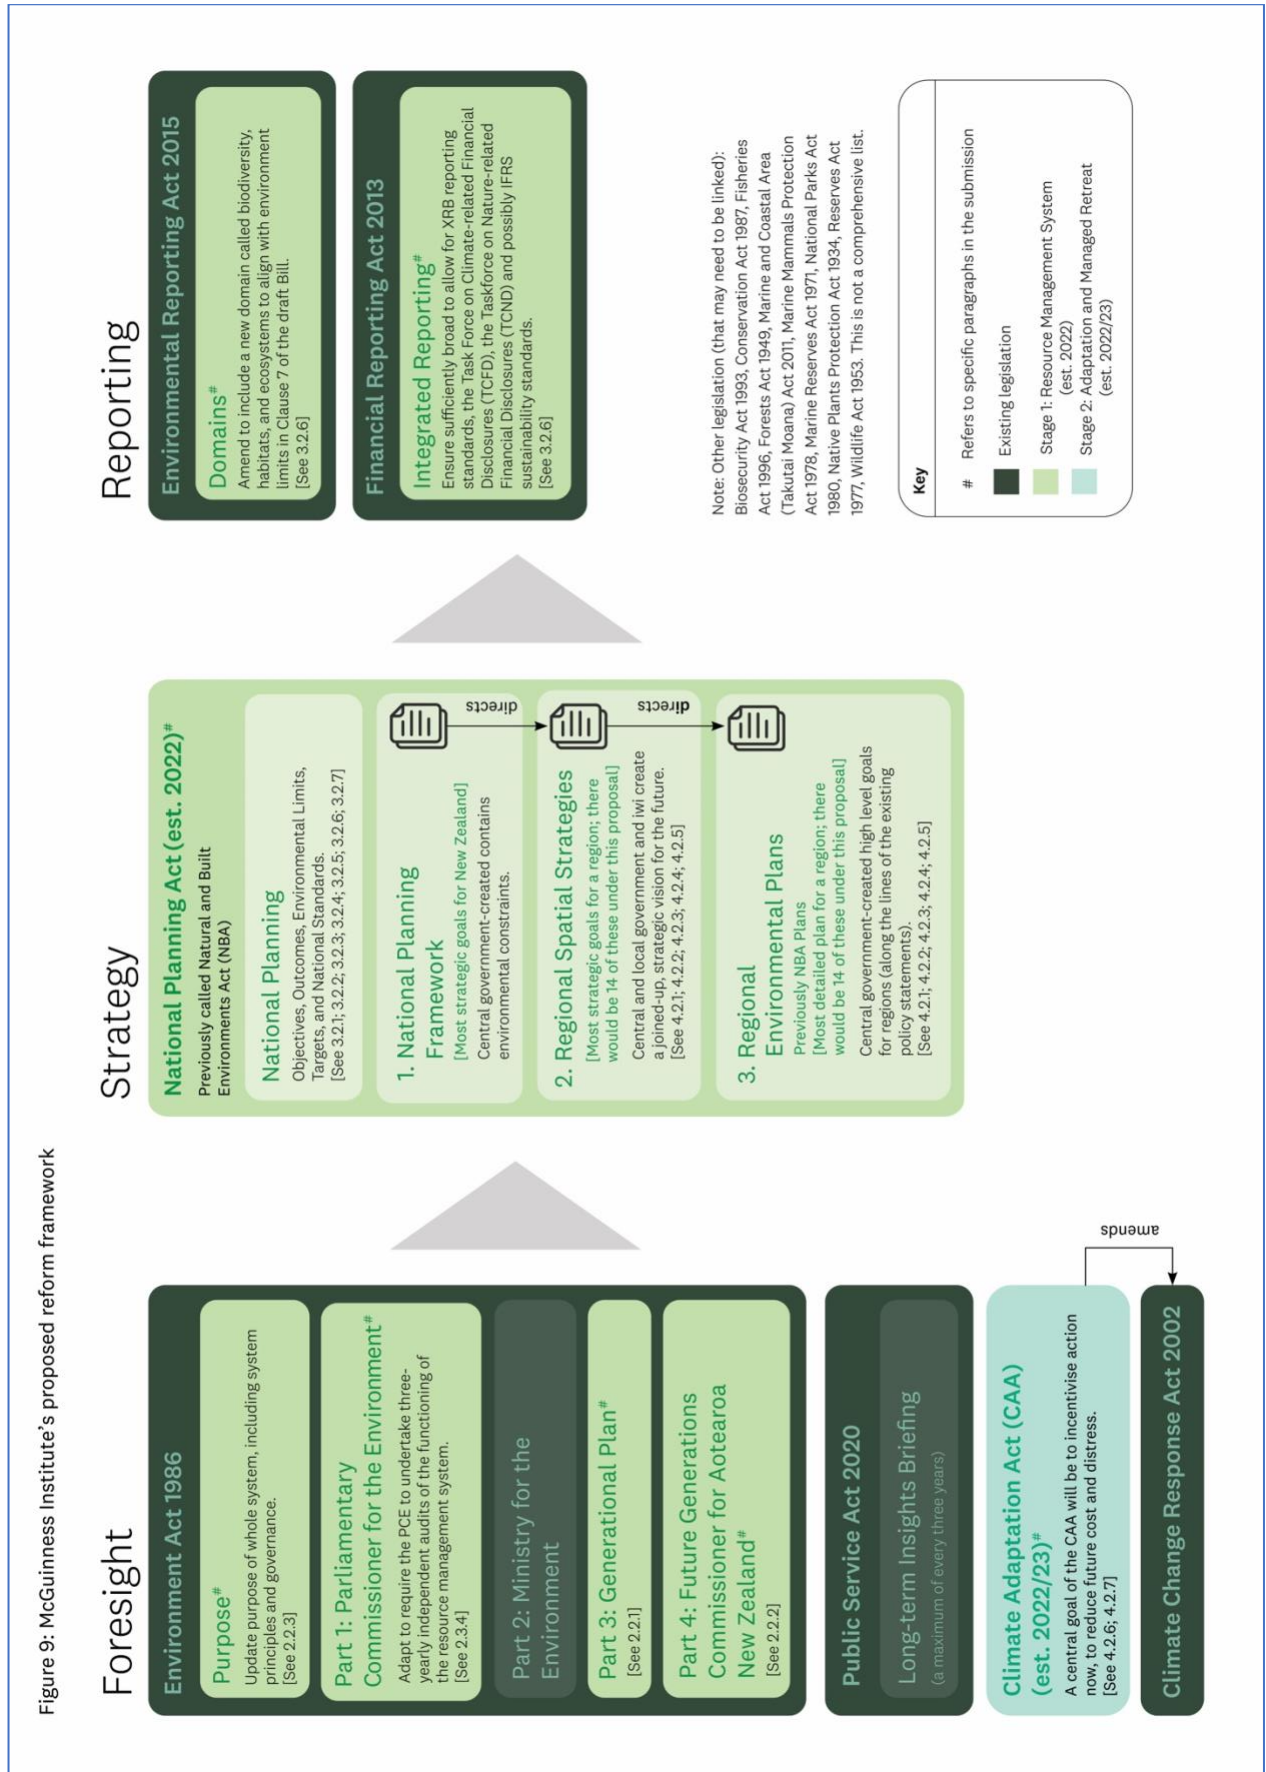 Figure 9: McGuinness Institute's proposed reform framework
Foresight
Environment Act 1986
Purpose#
Update purpose of whole system, including system
principles and governance.
[See 2.2.3]
Part 1: Parliamentary
Commissioner for the Environment#
Adapt to require the PCE to undertake three-
yearly independent audits of the functioning of
the resource management system.
[See 2.3.4]
Part 2: Ministry for the
Environment
Part 3: Generational Plan#
[See 2.2.1]
Part 4: Future Generations
Commissioner for Aotearoa
New Zealand#
[See 2.2.2]
Public Service Act 2020
Long-term Insights Briefing
(a maximum of every three years)
Climate Adaptation Act (CAA)
(est. 2022/23)#
A central goal of the CAA will be to incentivise action
now, to reduce future cost and distress.
[See 4.2.6; 4.2.7]
amends
Climate Change Response Act 2002
Strategy
National Planning Act (est. 2022)#
Previously called Natural and Built
Environments Act (NBA)
National Planning
Objectives, Outcomes, Environmental Limits,
Targets, and National Standards.
[See 3.2.1; 3.2.2; 3.2.3; 3.2.4; 3.2.5; 3.2.6; 3.2.7]
1. National Planning
Framework
[Most strategic goals for New Zealand]
Central government-created contains
environmental constraints.
directs
2. Regional Spatial Strategies
[Most strategic goals for a region; there
would be 14 of these under this proposal]
Central and local government and iwi create
a joined-up, strategic vision for the future.
[See 4.2.1; 4.2.2; 4.2.3; 4.2.4; 4.2.5]
directs
3. Regional
Environmental Plans
Previously NBA Plans
[Most detailed plan for a region; there
would be 14 of these under this proposal]
Central government-created high level goals
for regions (along the lines of the existing
policy statements).
[See 4.2.1; 4.2.2; 4.2.3; 4.2.4; 4.2.5]
Reporting
Environmental Reporting Act 2015
Domains#
Amend to include a new domain called biodiversity,
habitats, and ecosystems to align with environment
limits in Clause 7 of the draft Bill.
[See 3.2.6]
Financial Reporting Act 2013
Integrated Reporting#
Ensure sufficiently broad to allow for XRB reporting
standards, the Task Force on Climate-related Financial
Disclosures (TCFD), the Taskforce on Nature-related
Financial Disclosures (TCND) and possibly IFRS
sustainability standards.
[See 3.2.6]
Note: Other legislation (that may need to be linked):
Biosecurity Act 1993, Conservation Act 1987, Fisheries
Act 1996, Forests Act 1949, Marine and Coastal Area
(Takutai Moana) Act 2011, Marine Mammals Protection
Act 1978, Marine Reserves Act 1971, National Parks Act
1980, Native Plants Protection Act 1934, Reserves Act
1977, Wildlife Act 1953. This is not a comprehensive list.
Key
# Refers to specific paragraphs in the submission
Existing legislation
Stage 1: Resource Management System
(est. 2022)
Stage 2: Adaptation and Managed Retreat
(est. 2022/23)